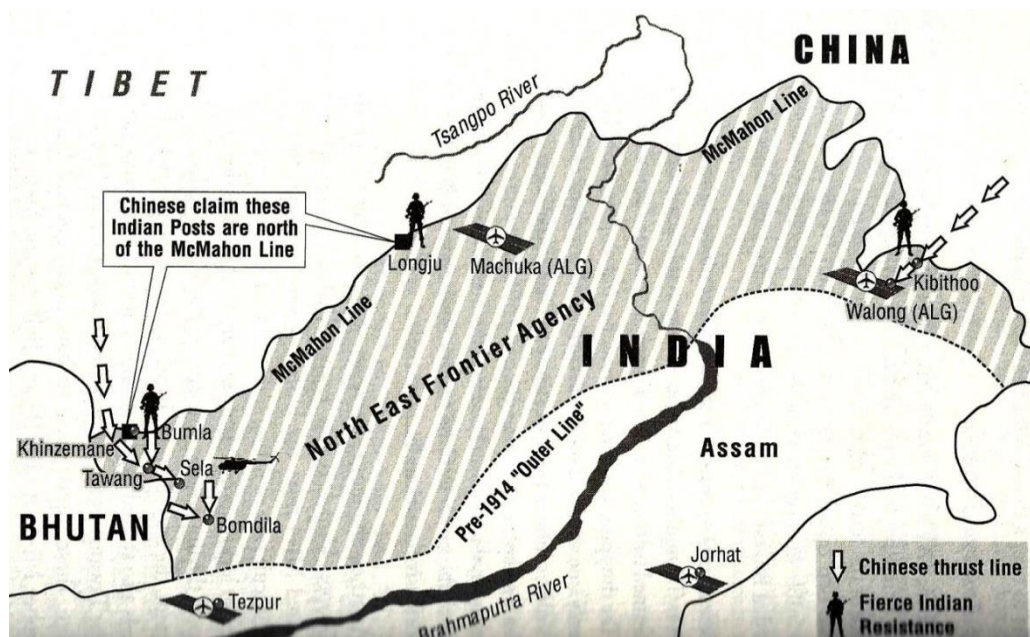 CHINA
TIBET
Tsangpo River
McMahon Line
Chinese claim these
Indian Posts are north
of the McMahon Line
Longju
Machuka (ALG)
Kibithoo
Walong (ALG)
McMahon Line
North East Frontier Agency
INDIA
Khinzemane
Bumla
Tawang
Sela
Pre-1914 "Outer Line"
Assam
BHUTAN
Bomdila
Jorhat
Chinese thrust line
Tezpur
Brahmaputra River
Fierce Indian
Resistance